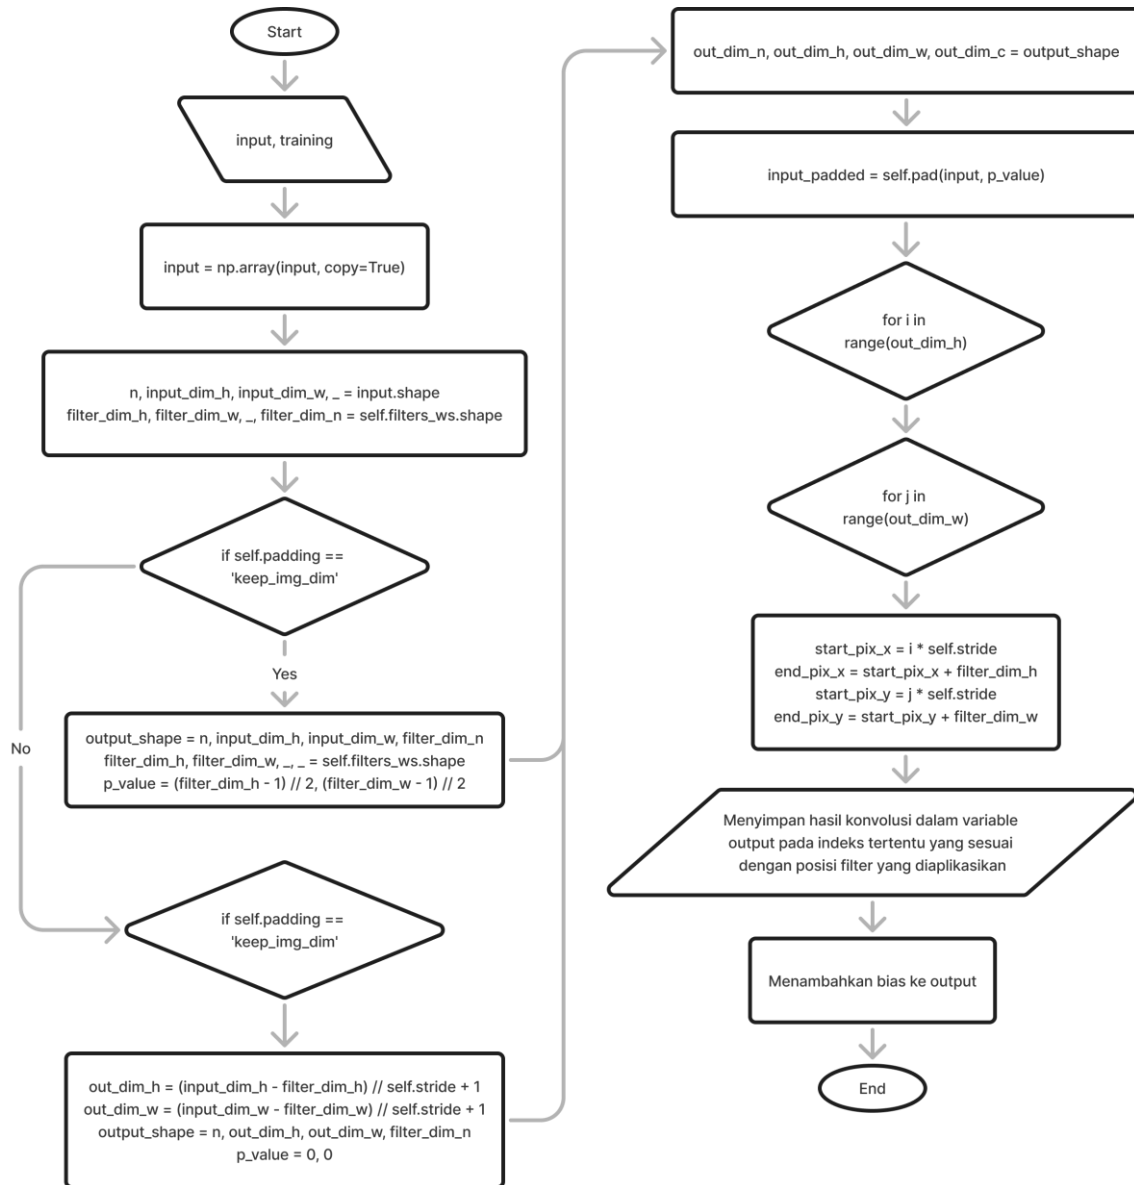 Start
input, training
input = np.array(input, copy=True)
n, input_dim_h, input_dim_w, _ = input.shape
filter_dim_h, filter_dim_w, _, filter_dim_n = self.filters_ws.shape
if self.padding ==
'keep_img_dim'
Yes
No
output_shape = n, input_dim_h, input_dim_w, filter_dim_n
filter_dim_h, filter_dim_w, _, _ = self.filters_ws.shape
p_value = (filter_dim_h - 1) // 2, (filter_dim_w - 1) // 2
if self.padding ==
'keep_img_dim'
out_dim_h = (input_dim_h - filter_dim_h) // self.stride + 1
out_dim_w = (input_dim_w - filter_dim_w) // self.stride + 1
output_shape = n, out_dim_h, out_dim_w, filter_dim_n
p_value = 0, 0
out_dim_n, out_dim_h, out_dim_w, out_dim_c = output_shape
input_padded = self.pad(input, p_value)
for i in
range(out_dim_h)
for j in
range(out_dim_w)
start_pix_x = i * self.stride
end_pix_x = start_pix_x + filter_dim_h
start_pix_y = j * self.stride
end_pix_y = start_pix_y + filter_dim_w
Menyimpan hasil konvolusi dalam variable
output pada indeks tertentu yang sesuai
dengan posisi filter yang diaplikasikan
Menambahkan bias ke output
End